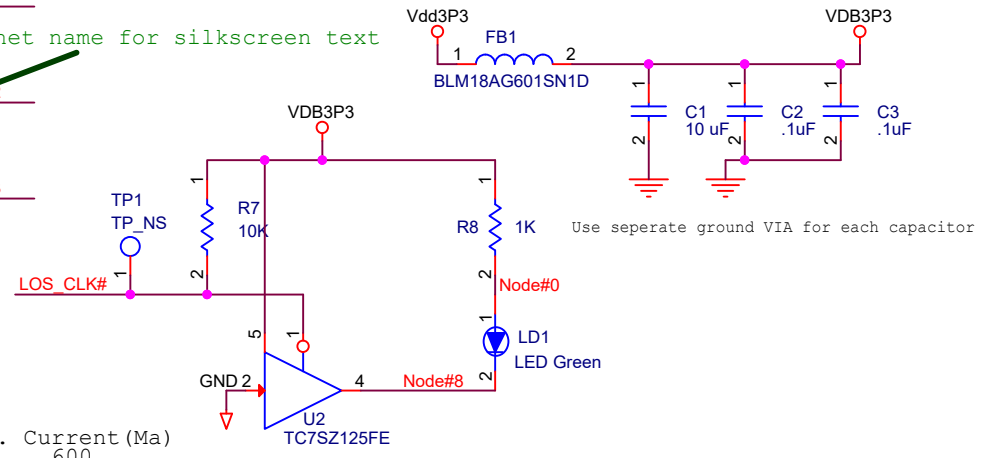 net name for silkscreen text
Vdd3P3
VDB3P3
FB1
1
2
BLM18AG601SN1D
1
1
1
C1
10 uF
C2
.1uF
C3
.1uF
2
2
2
Use seperate ground VIA for each capacitor
VDB3P3
TP1
TP_NS
1
1
R7
10K
2
LOS_CLK#
1
R8
1K
2
Node#0
5
1
1
LD1
LED Green
2
GND
2
4
Node#8
U2
TC7SZ125FE
. Current(Ma)
600